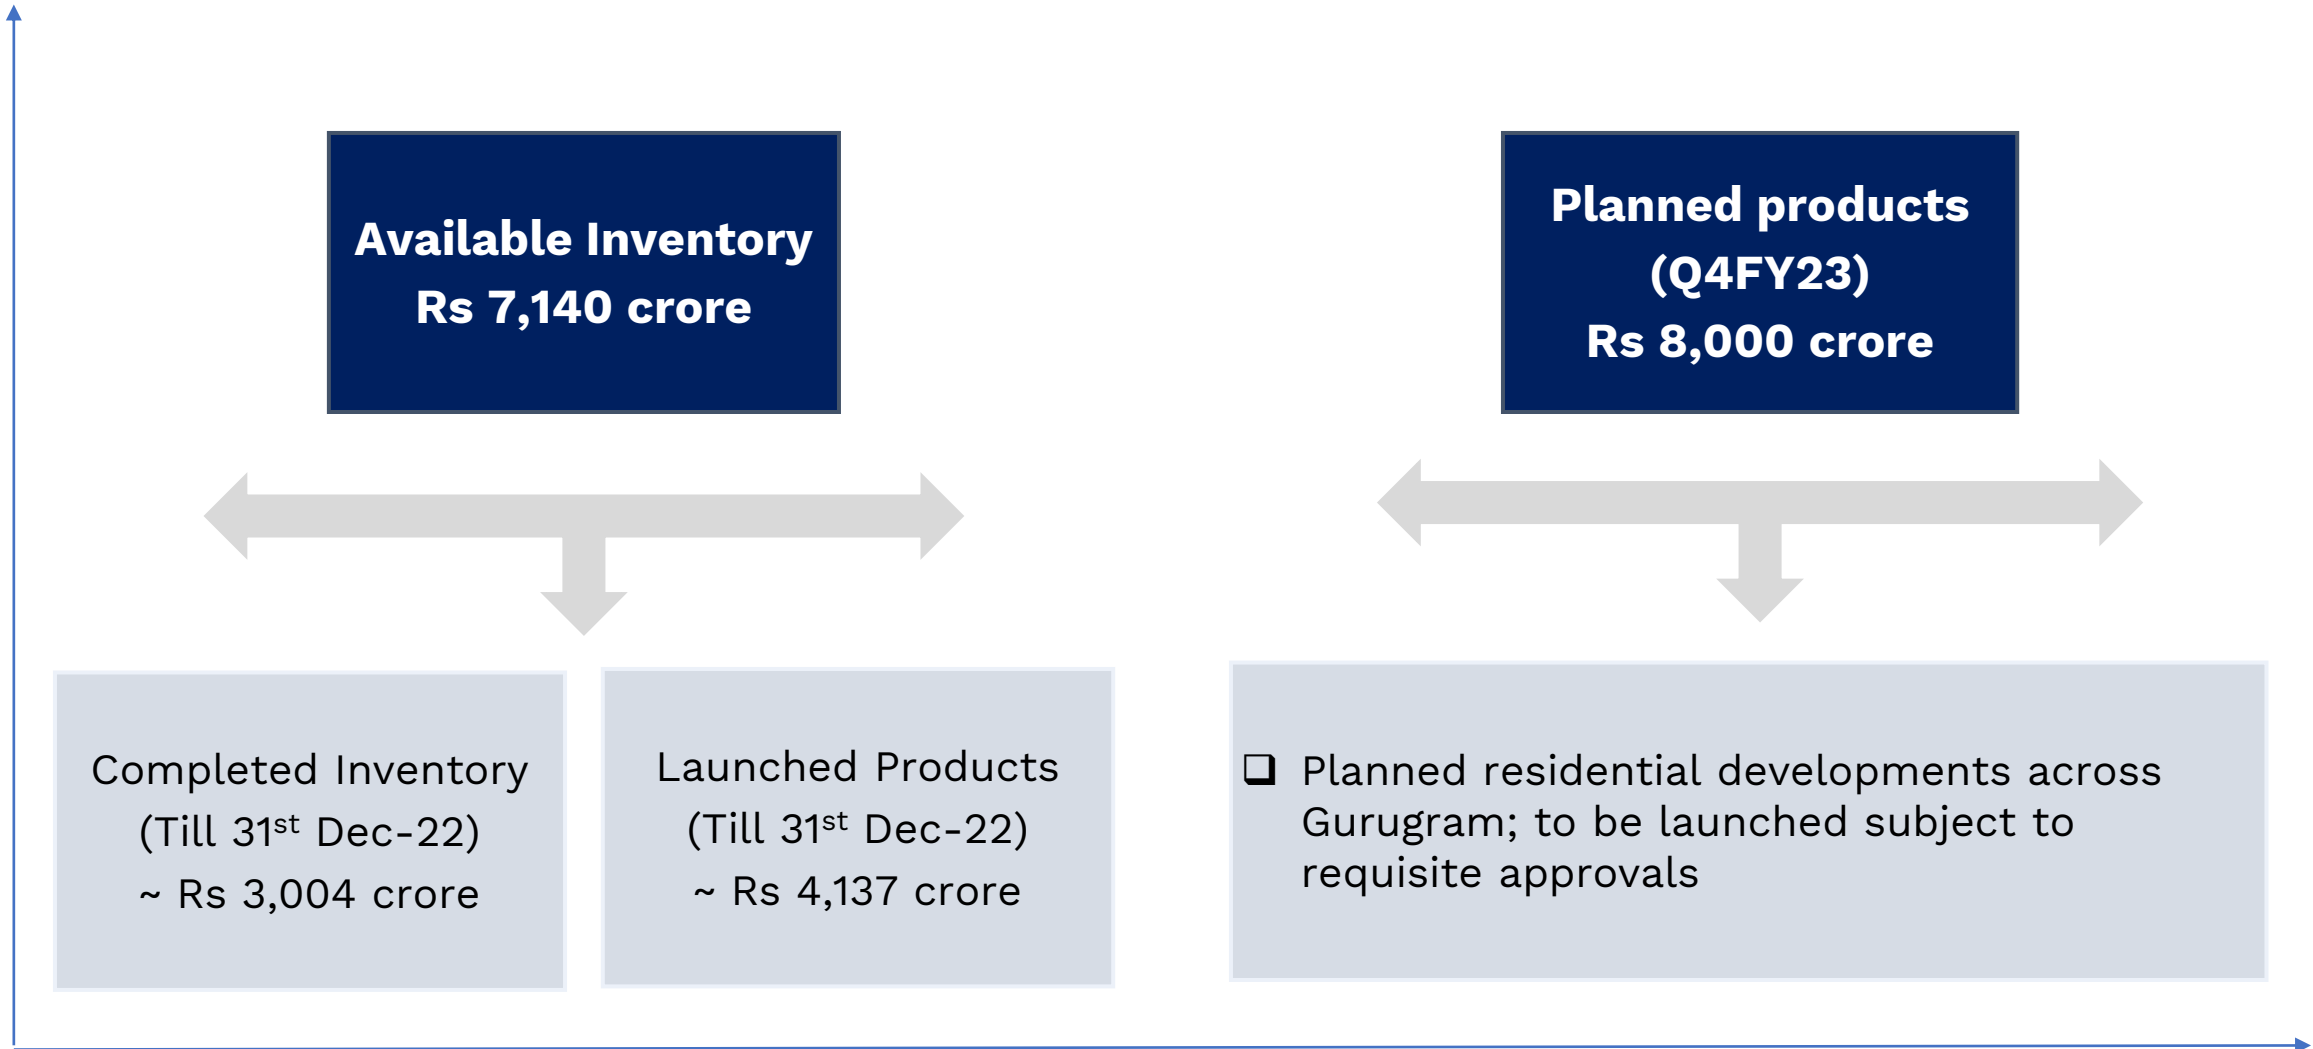 Available Inventory
Rs 7,140 crore
Planned products
(Q4FY23)
Rs 8,000 crore
Completed Inventory
(Till 31st Dec-22)
~ Rs 3,004 crore
Launched Products
(Till 31st Dec-22)
~ Rs 4,137 crore
❑ Planned residential developments across
Gurugram; to be launched subject to
requisite approvals